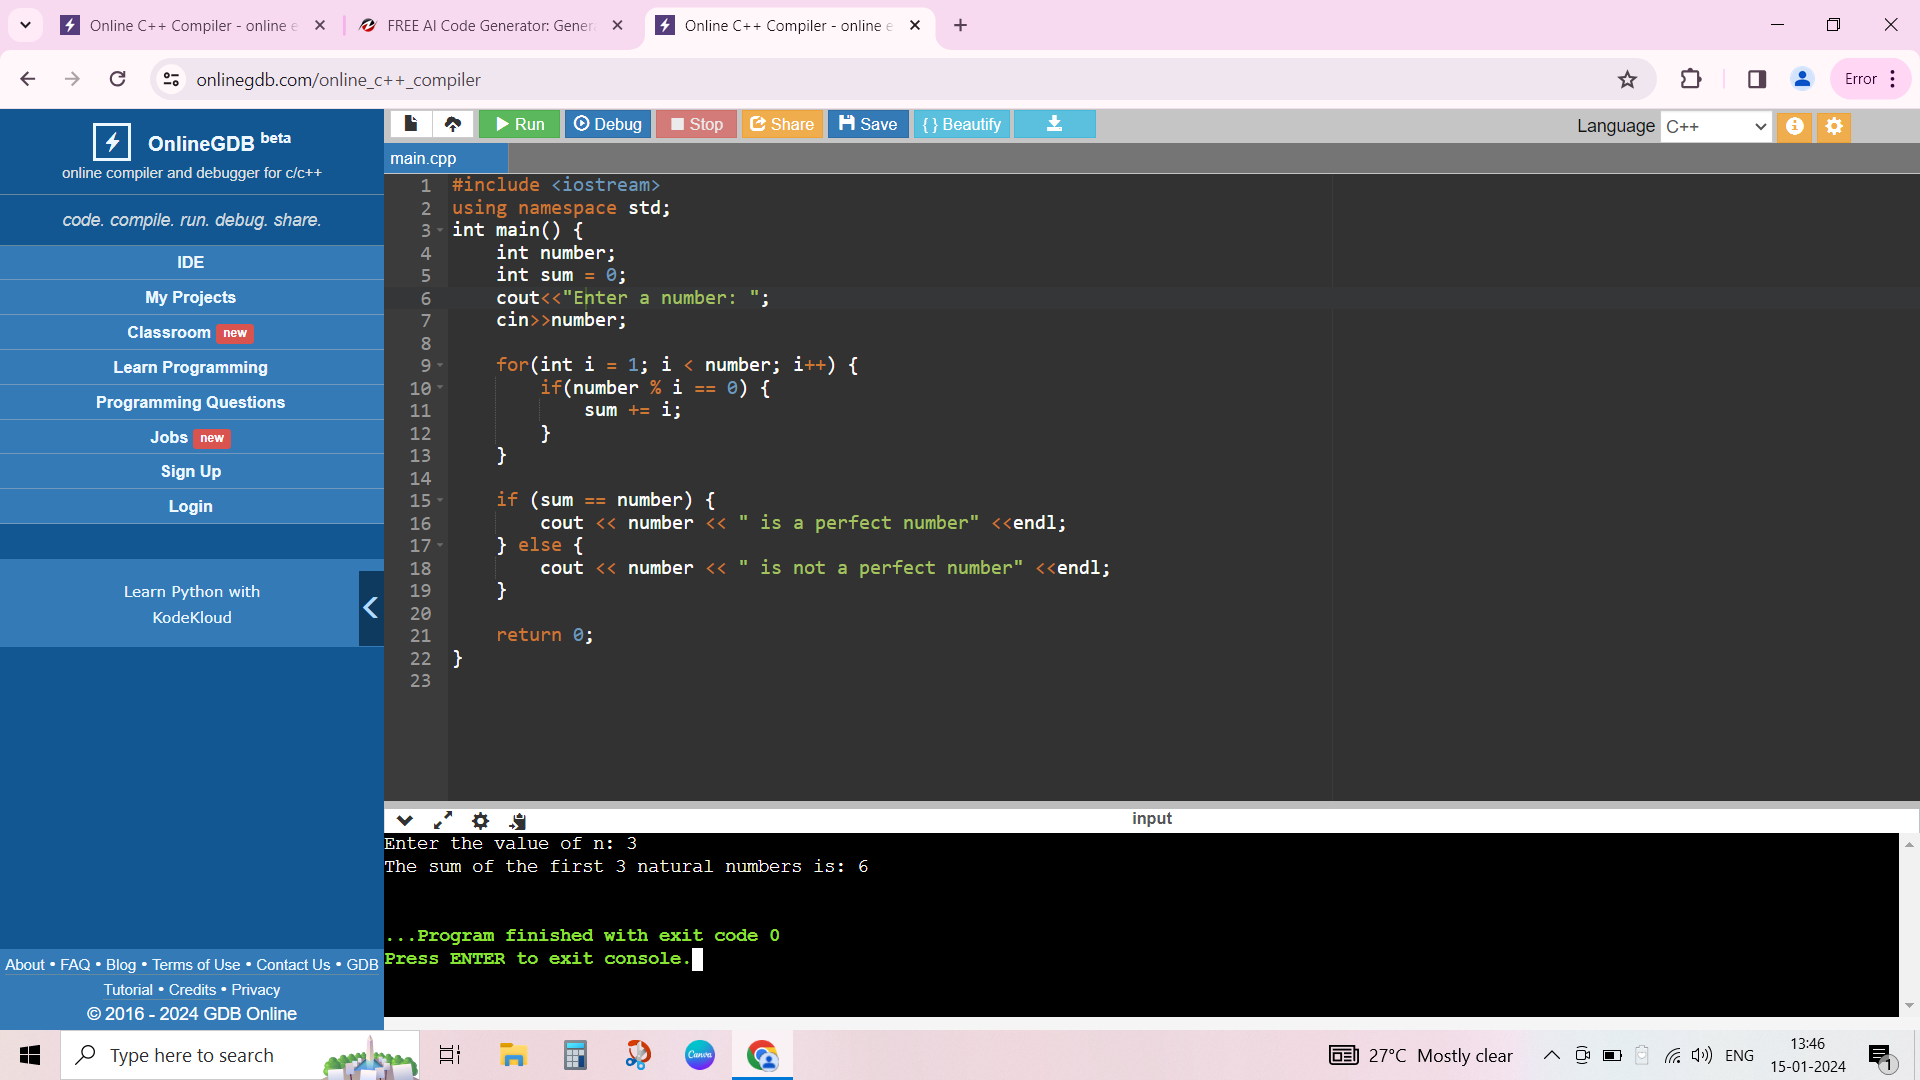 Online C++ Compiler - online e
FREE AI Code Generator: Genera
Online C++ Compiler - online e
onlinegdb.com/online_c++_compiler
Error
OnlineGDB beta
online compiler and debugger for c/c++
code. compile. run. debug. share.
IDE
My Projects
Classroom new
Learn Programming
Programming Questions
Jobs new
Sign Up
Login
Learn Python with
KodeKloud
About • FAQ • Blog • Terms of Use • Contact Us • GDB
Tutorial • Credits • Privacy
© 2016 - 2024 GDB Online
Run Debug Stop Share Save { } Beautify
Language C++
main.cpp
1 #include <iostream>
2 using namespace std;
3 int main() {
4     int number;
5     int sum = 0;
6     cout<<"Enter a number: ";
7     cin>>number;
8
9     for(int i = 1; i < number; i++) {
10         if(number % i == 0) {
11             sum += i;
12         }
13     }
14
15     if (sum == number) {
16         cout << number << " is a perfect number" <<endl;
17     } else {
18         cout << number << " is not a perfect number" <<endl;
19     }
20
21     return 0;
22 }
23
input
Enter the value of n: 3
The sum of the first 3 natural numbers is: 6
...Program finished with exit code 0
Press ENTER to exit console.
Type here to search
Canva
27°C Mostly clear
ENG
13:46
15-01-2024
1